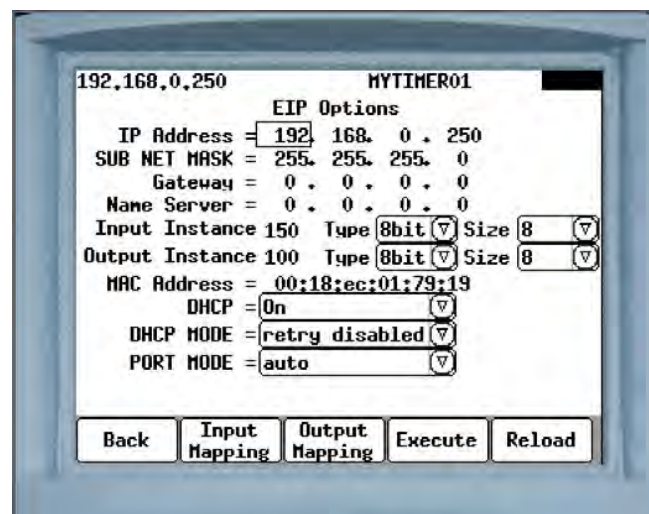 192.168.0.250 MYTIMER01
EIP Options
IP Address = 192. 168. 0 . 250
SUB NET MASK = 255. 255. 255. 0
Gateway = 0 . 0 . 0 . 0
Name Server = 0 . 0 . 0 . 0
Input Instance 150 Type 8bit Size 8
Output Instance 100 Type 8bit Size 8
MAC Address = 00:18:ec:01:79:19
DHCP = On
DHCP MODE = retry disabled
PORT MODE = auto
Back Input Mapping Output Mapping Execute Reload